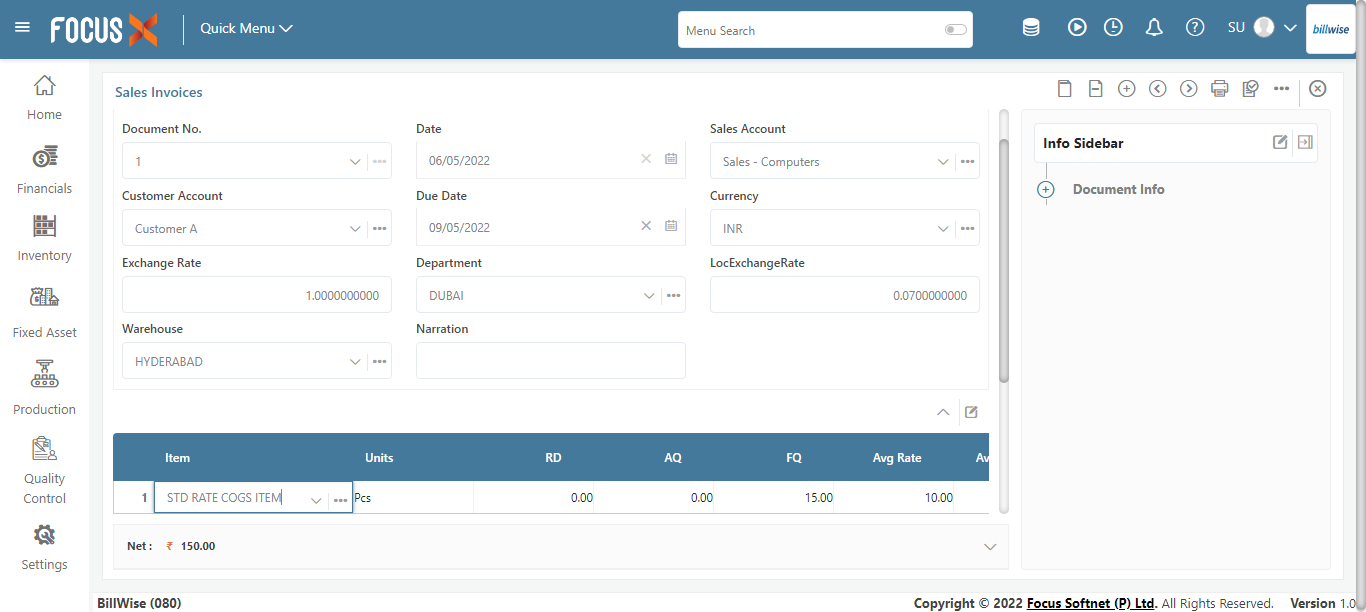 FOCUS X
Quick Menu
Menu Search
SU
billwise
Home
Financials
Inventory
Fixed Asset
Production
Quality
Control
Settings
Sales Invoices
Document No.
Date
Sales Account
1
06/05/2022
Sales - Computers
Customer Account
Due Date
Currency
Customer A
09/05/2022
INR
Exchange Rate
Department
LocExchangeRate
1.0000000000
DUBAI
0.0700000000
Warehouse
Narration
HYDERABAD
Item Units RD AQ FQ Avg Rate Av
1 STD RATE COGS ITEM Pcs 0.00 0.00 15.00 10.00
Net : ₹ 150.00
Info Sidebar
Document Info
BillWise (080)
Copyright © 2022 Focus Softnet (P) Ltd. All Rights Reserved. Version 1.0